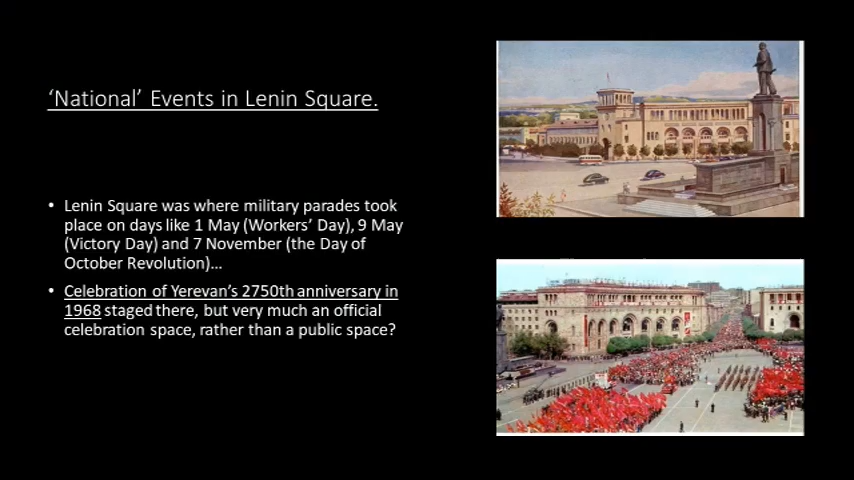 ‘National’ Events in Lenin Square.
• Lenin Square was where military parades took
place on days like 1 May (Workers’ Day), 9 May
(Victory Day) and 7 November (the Day of
October Revolution)…
• Celebration of Yerevan’s 2750th anniversary in
1968 staged there, but very much an official
celebration space, rather than a public space?